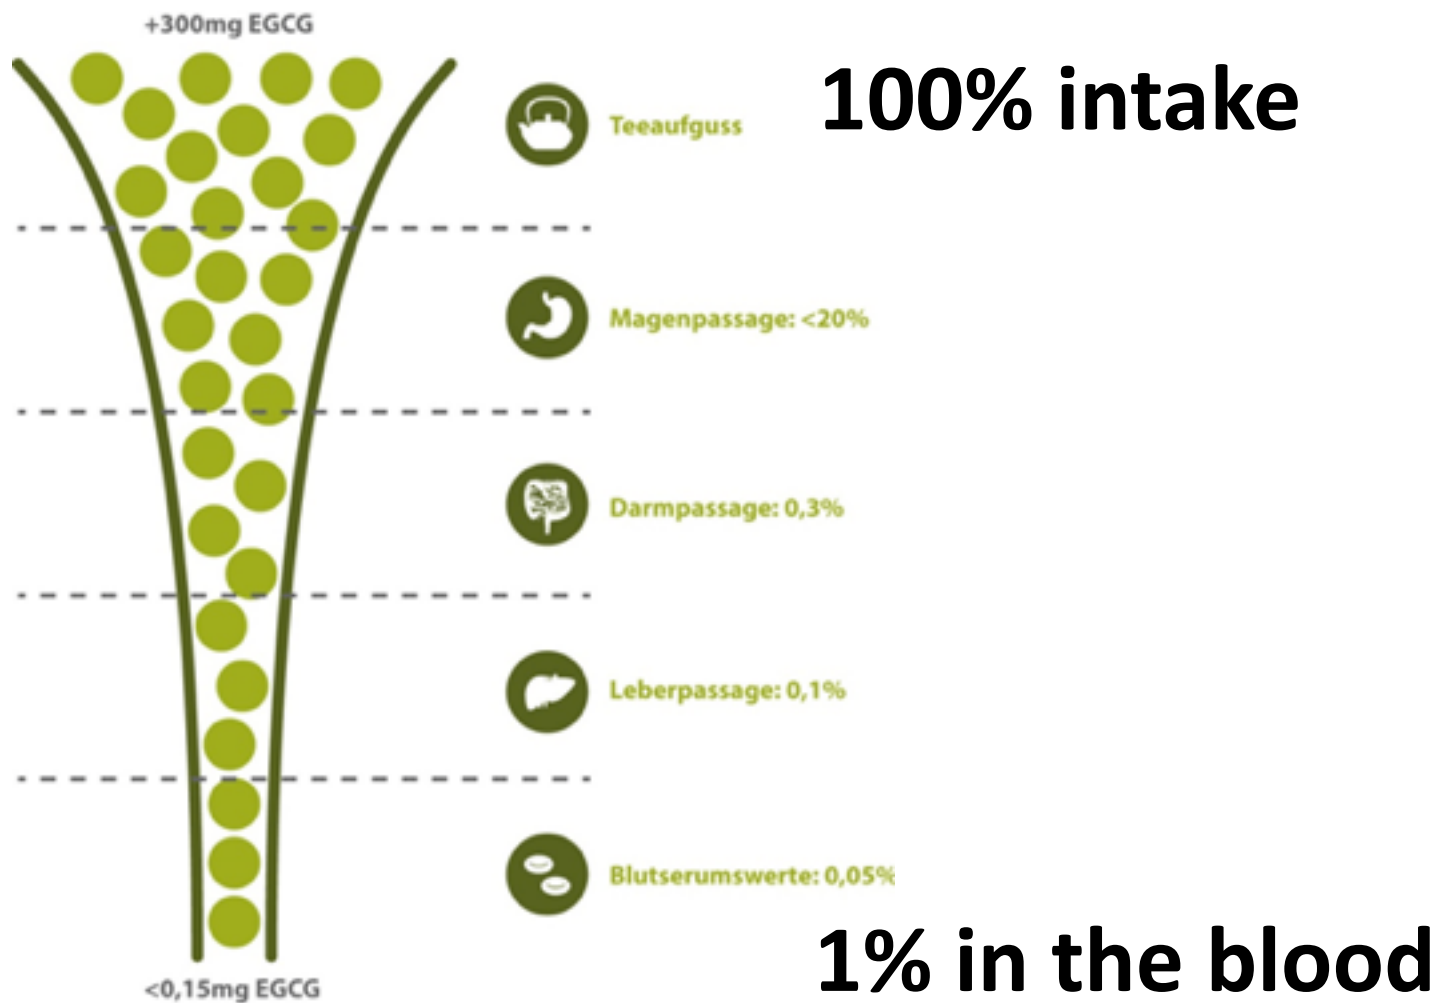 +300mg EGCG
100% intake
Teeaufguss
Magenpassage: <20%
Darmpassage: 0,3%
Leberpassage: 0,1%
Blutserumswerte: 0,05%
1% in the blood
<0,15mg EGCG